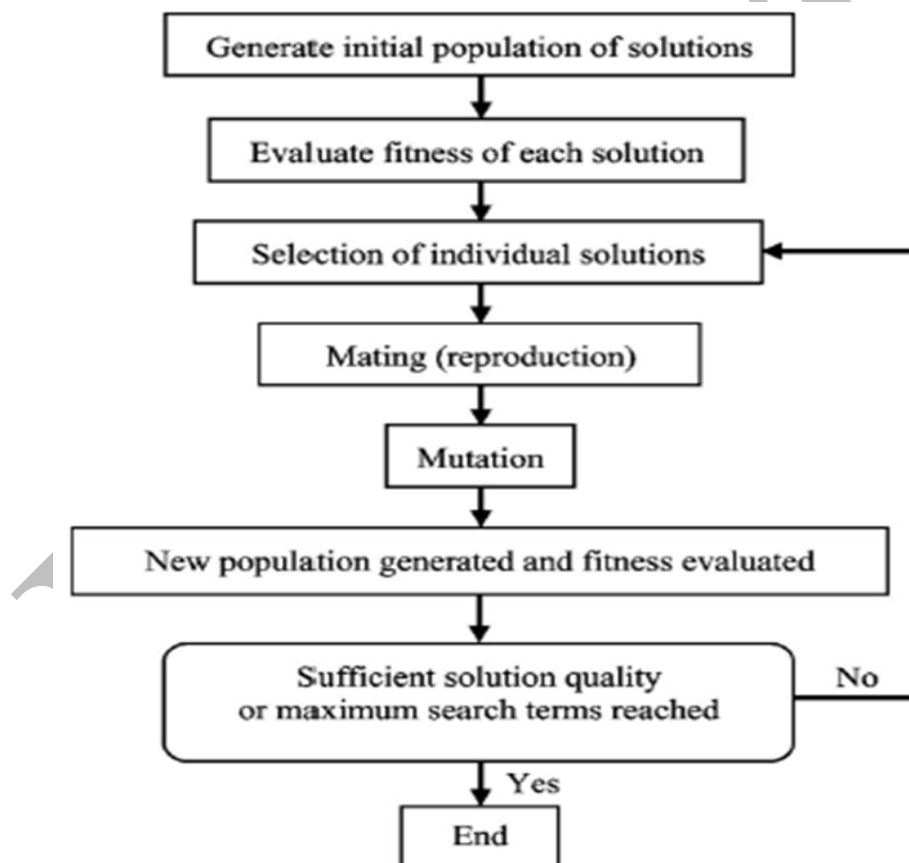 Generate initial population of solutions
Evaluate fitness of each solution
Selection of individual solutions
Mating (reproduction)
Mutation
New population generated and fitness evaluated
Sufficient solution quality
or maximum search terms reached
No
Yes
End